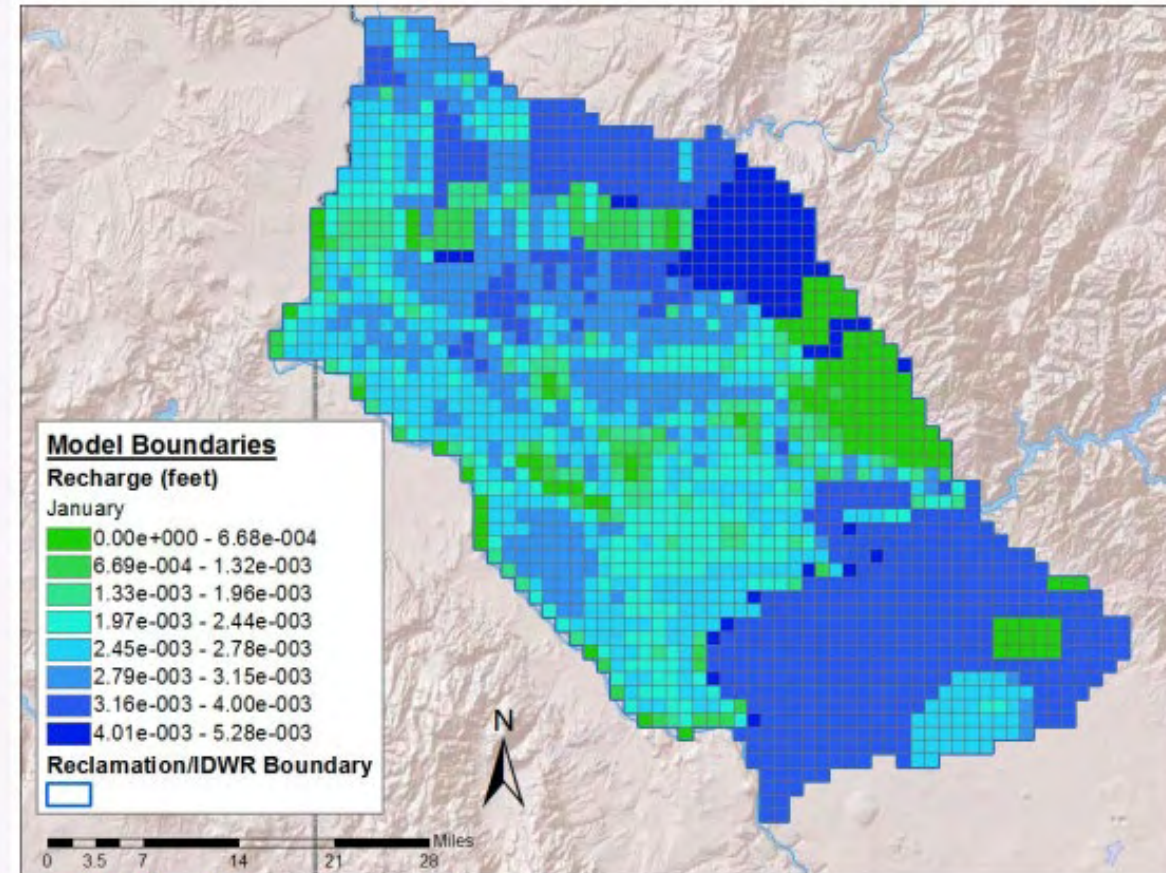 Model Boundaries
Recharge (feet)
January
0.00e+000 - 6.68e-004
6.69e-004 - 1.32e-003
1.33e-003 - 1.96e-003
1.97e-003 - 2.44e-003
2.45e-003 - 2.78e-003
2.79e-003 - 3.15e-003
3.16e-003 - 4.00e-003
4.01e-003 - 5.28e-003
Reclamation/IDWR Boundary
N
Miles
0 3.5 7 14 21 28